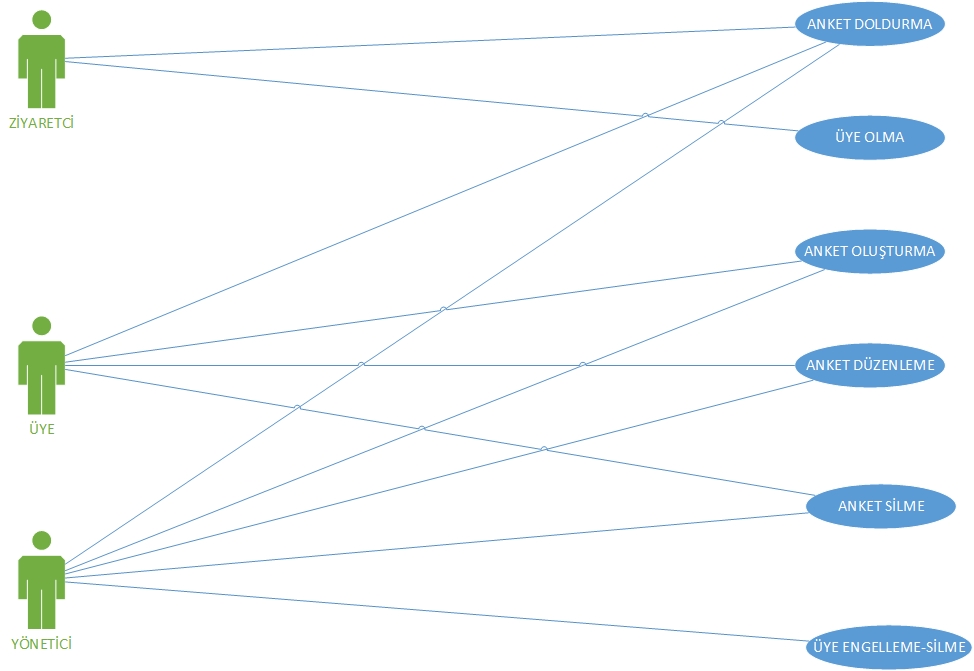 ANKET DOLDURMA
ZİYARETCİ
ÜYE OLMA
ANKET OLUŞTURMA
ANKET DÜZENLEME
ÜYE
ANKET SİLME
YÖNETİCİ
ÜYE ENGELLEME-SİLME